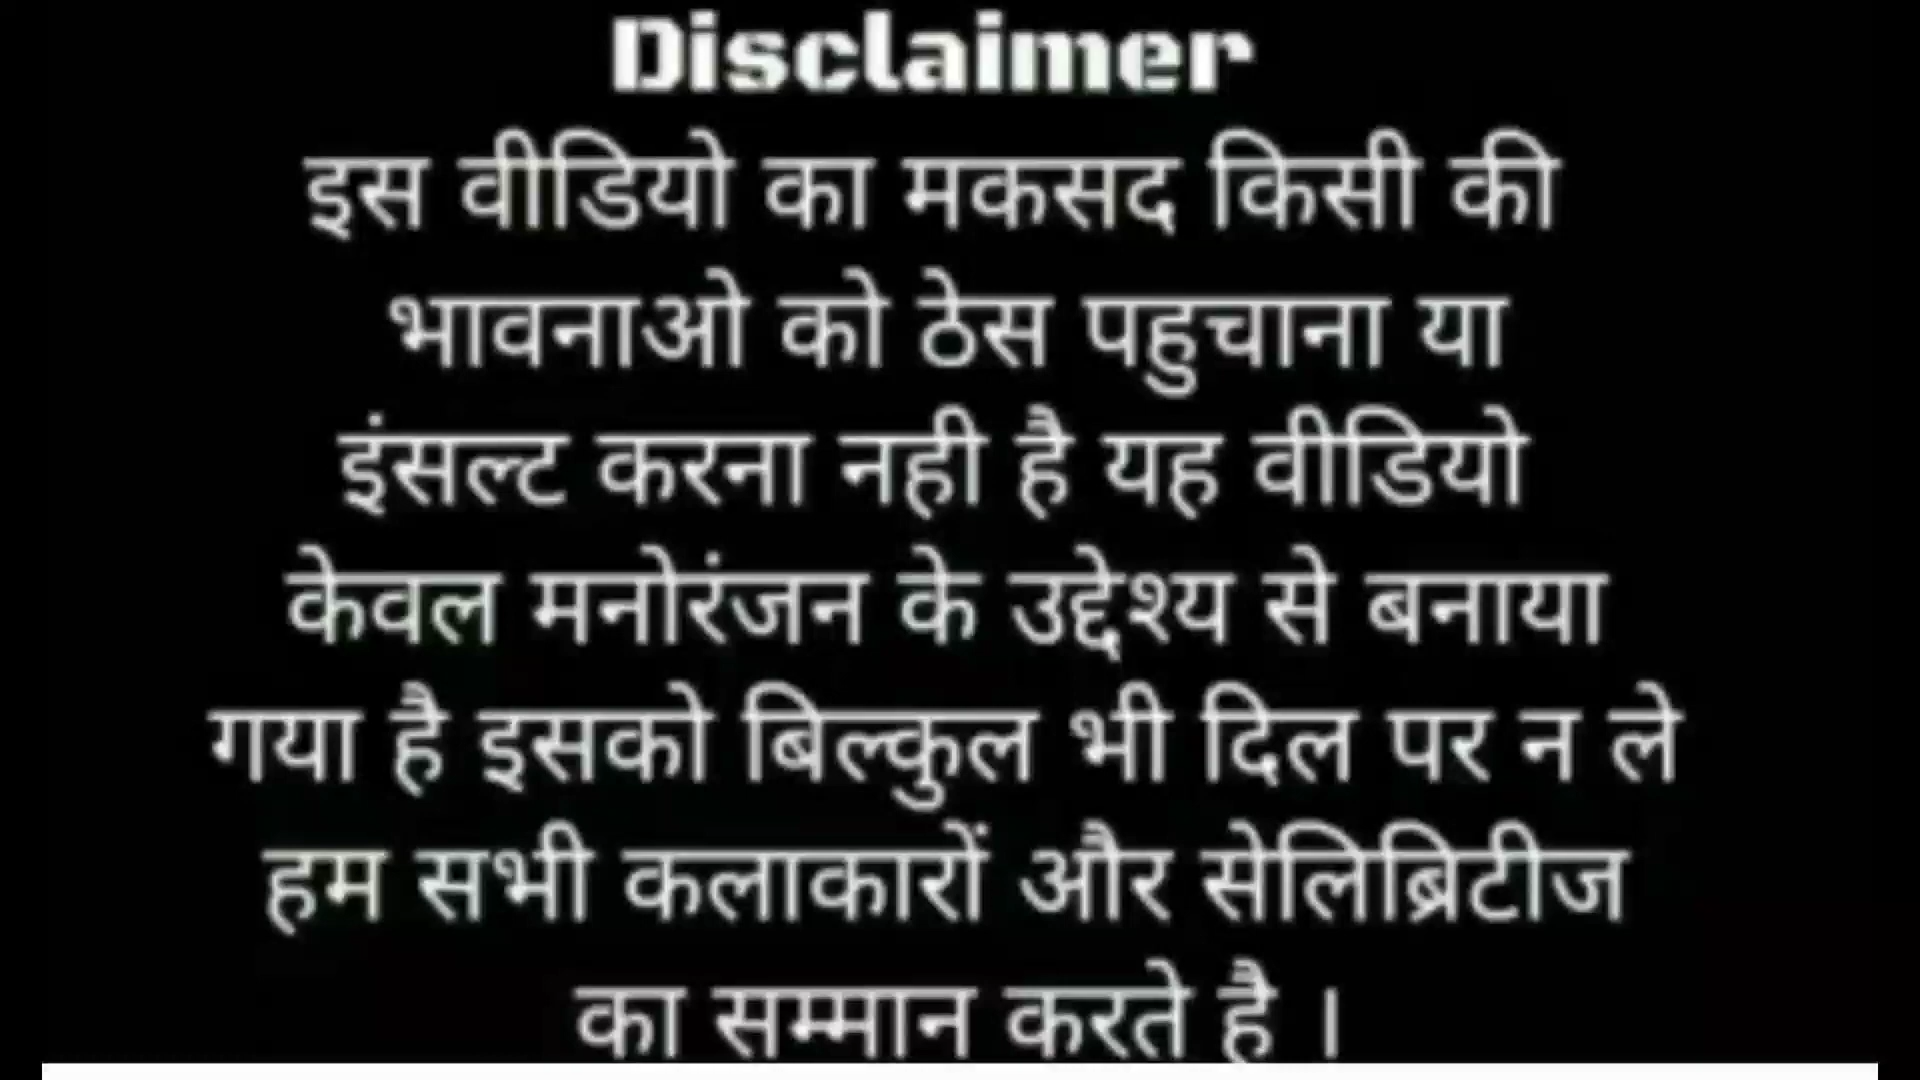 Disclaimer
इस वीडियो का मकसद किसी की
भावनाओ को ठेस पहुचाना या
इंसल्ट करना नही है यह वीडियो
केवल मनोरंजन के उद्देश्य से बनाया
गया है इसको बिल्कुल भी दिल पर न ले
हम सभी कलाकारों और सेलिब्रिटीज
का सम्मान करते है ।